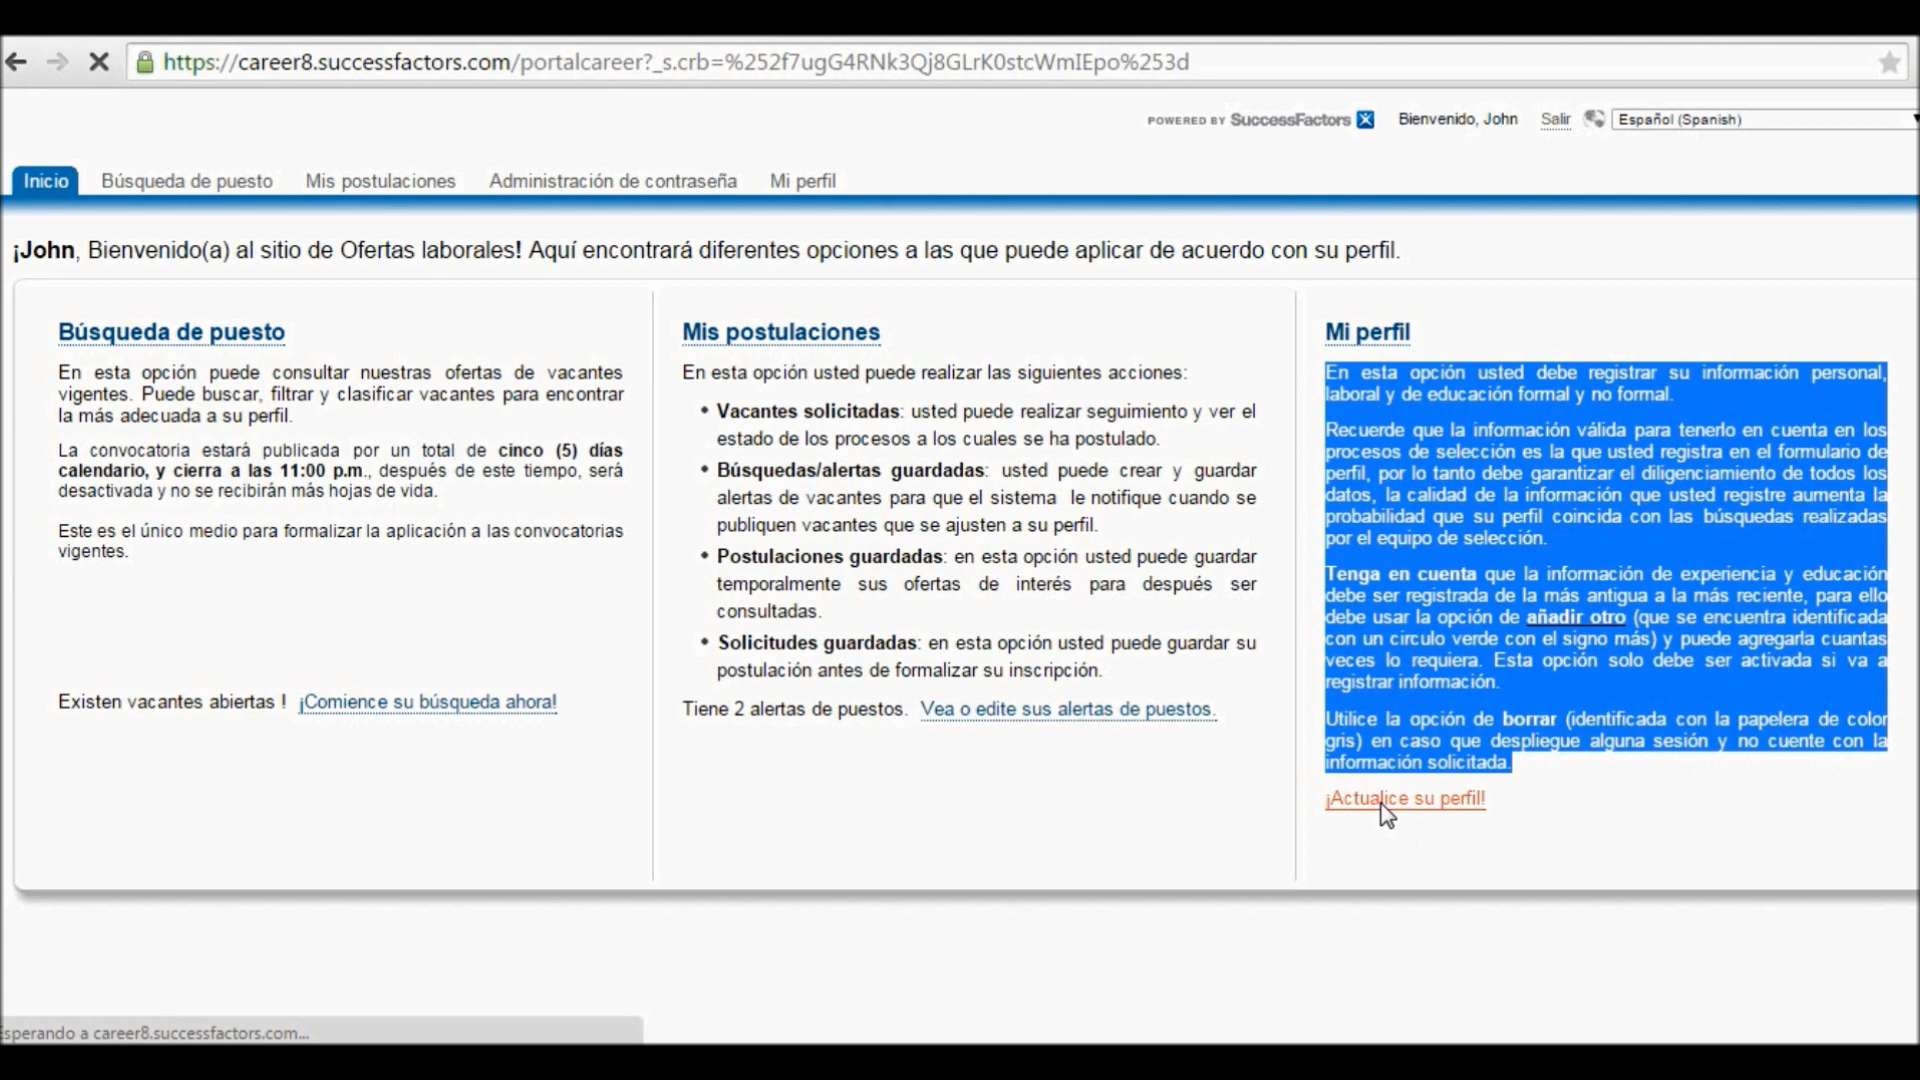 https://career8.successfactors.com/portalcareer?_s.crb=%252f7ugG4RNk3Qj8GLrK0stcWmIEpo%253d
POWERED BY SuccessFactors
Bienvenido, John
Salir
Español (Spanish)
Inicio
Búsqueda de puesto
Mis postulaciones
Administración de contraseña
Mi perfil
¡John, Bienvenido(a) al sitio de Ofertas laborales! Aquí encontrará diferentes opciones a las que puede aplicar de acuerdo con su perfil.
Búsqueda de puesto
En esta opción puede consultar nuestras ofertas de vacantes
vigentes. Puede buscar, filtrar y clasificar vacantes para encontrar
la más adecuada a su perfil.
La convocatoria estará publicada por un total de cinco (5) días
calendario, y cierra a las 11:00 p.m., después de este tiempo, será
desactivada y no se recibirán más hojas de vida.
Este es el único medio para formalizar la aplicación a las convocatorias
vigentes.
Existen vacantes abiertas ! ¡Comience su búsqueda ahora!
Mis postulaciones
En esta opción usted puede realizar las siguientes acciones:
• Vacantes solicitadas: usted puede realizar seguimiento y ver el
estado de los procesos a los cuales se ha postulado.
• Búsquedas/alertas guardadas: usted puede crear y guardar
alertas de vacantes para que el sistema le notifique cuando se
publiquen vacantes que se ajusten a su perfil.
• Postulaciones guardadas: en esta opción usted puede guardar
temporalmente sus ofertas de interés para después ser
consultadas.
• Solicitudes guardadas: en esta opción usted puede guardar su
postulación antes de formalizar su inscripción.
Tiene 2 alertas de puestos. Vea o edite sus alertas de puestos.
Mi perfil
En esta opción usted debe registrar su información personal,
laboral y de educación formal y no formal.
Recuerde que la información válida para tenerlo en cuenta en los
procesos de selección es la que usted registra en el formulario de
perfil, por lo tanto debe garantizar el diligenciamiento de todos los
datos, la calidad de la información que usted registre aumenta la
probabilidad que su perfil coincida con las búsquedas realizadas
por el equipo de selección.
Tenga en cuenta que la información de experiencia y educación
debe ser registrada de la más antigua a la más reciente, para ello
debe usar la opción de añadir otro (que se encuentra identificada
con un circulo verde con el signo más) y puede agregarla cuantas
veces lo requiera. Esta opción solo debe ser activada si va a
registrar información.
Utilice la opción de borrar (identificada con la papelera de color
gris) en caso que despliegue alguna sesión y no cuente con la
información solicitada.
¡Actualice su perfil!
Esperando a career8.successfactors.com...